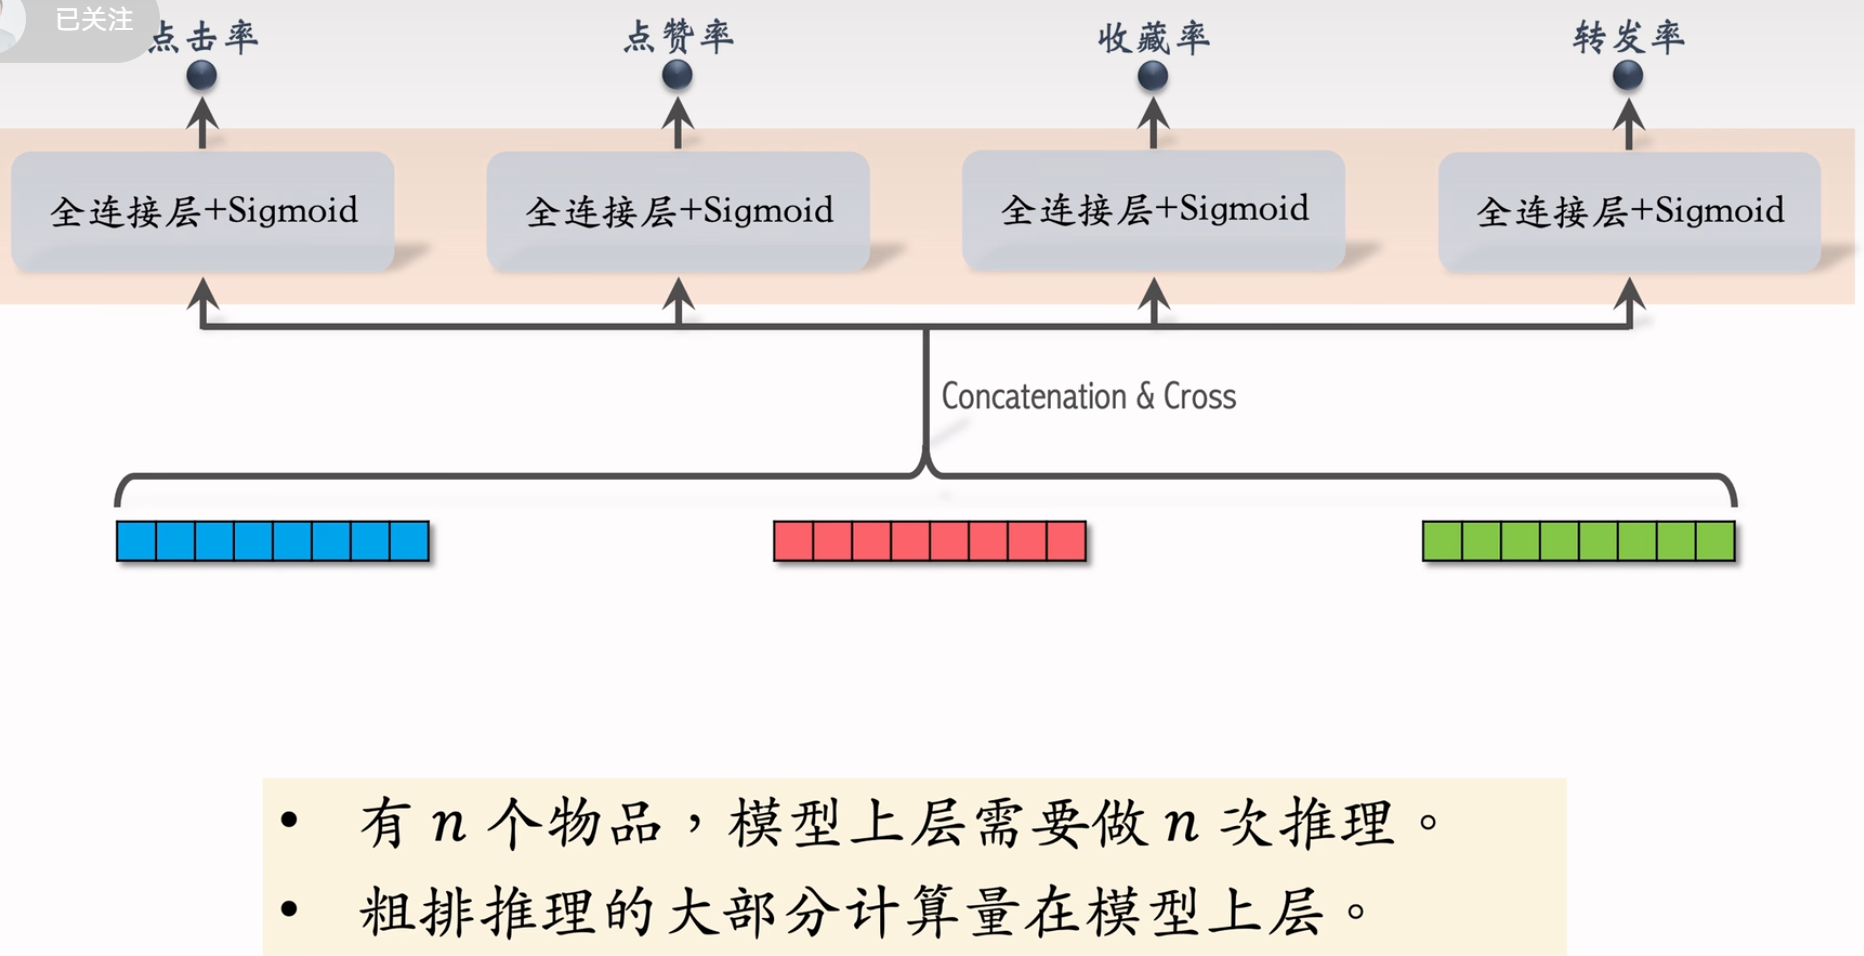 已关注
点击率 点赞率 收藏率 转发率
全连接层+Sigmoid 全连接层+Sigmoid 全连接层+Sigmoid 全连接层+Sigmoid
Concatenation & Cross
• 有 n 个物品，模型上层需要做 n 次推理。
• 粗排推理的大部分计算量在模型上层。